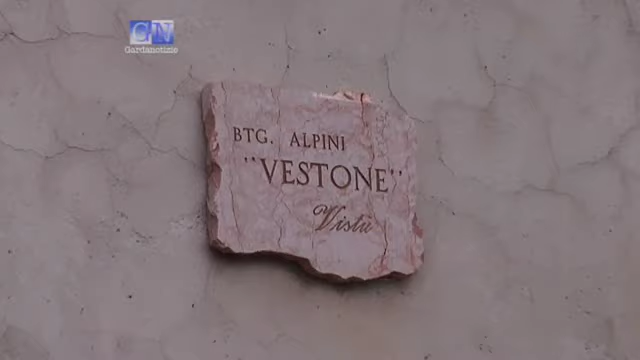 GN
Gardanotizie
BTG. ALPINI
"VESTONE"
Vistù